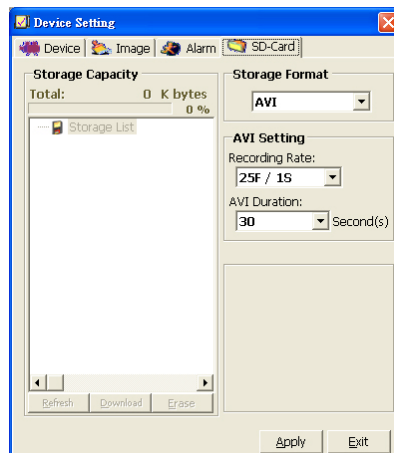 Device Setting
Device Image Alarm SD-Card
Storage Capacity
Total: 0 K bytes
0 %
Storage List
Refresh Download Erase
Storage Format
AVI
AVI Setting
Recording Rate:
25F / 1S
AVI Duration:
30 Second(s)
Apply Exit